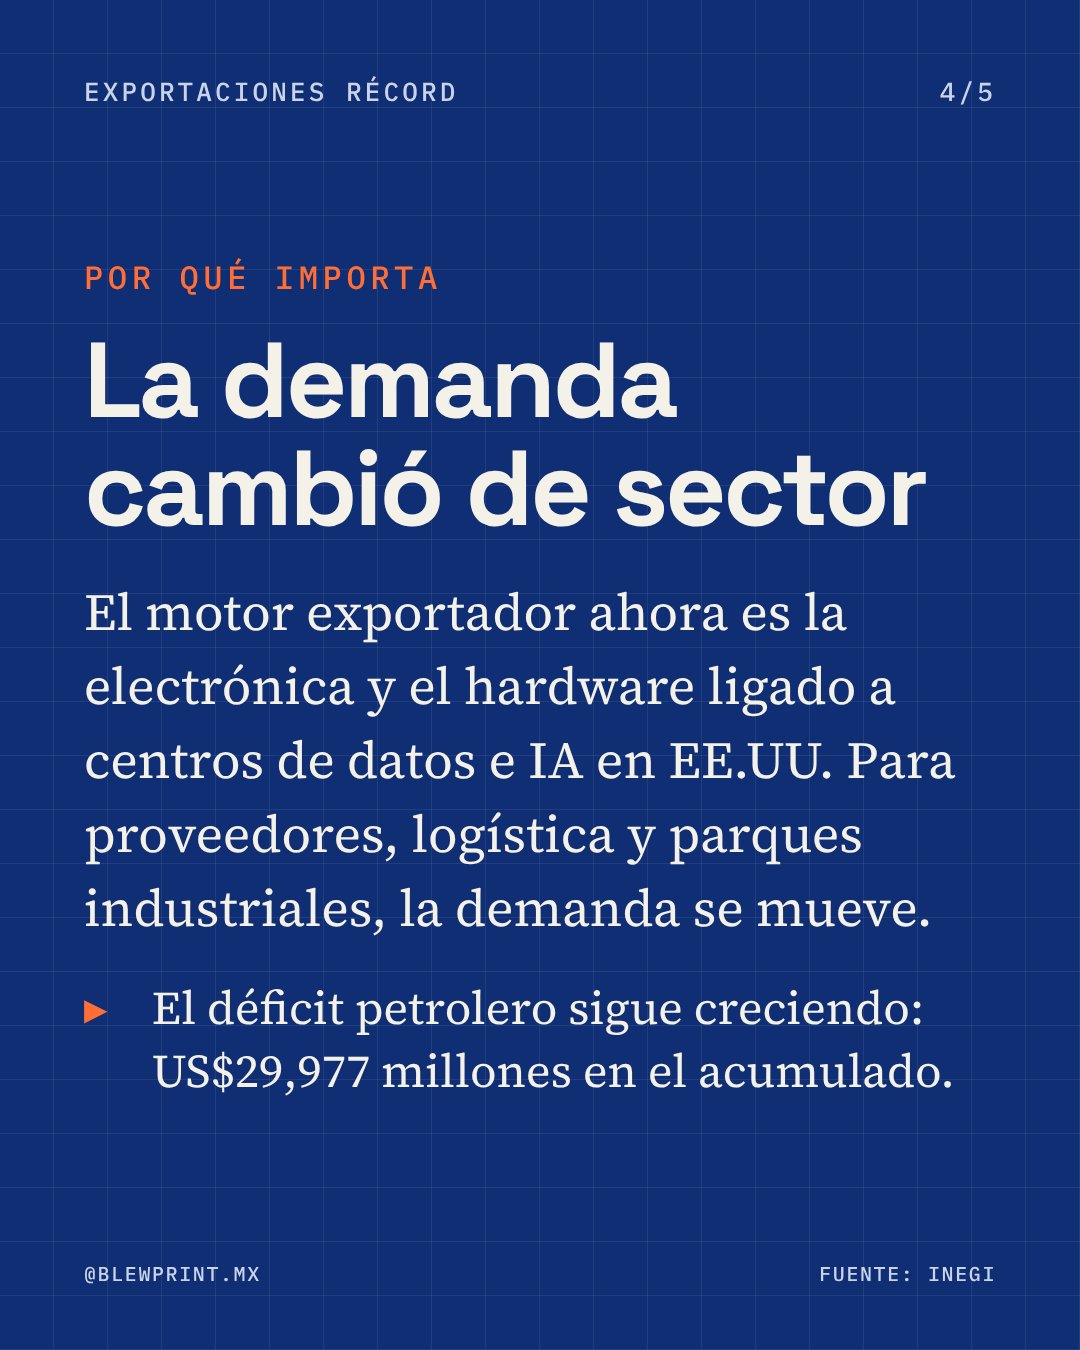 EXPORTACIONES RÉCORD
4/5
POR QUÉ IMPORTA
La demanda
cambió de sector
El motor exportador ahora es la
electrónica y el hardware ligado a
centros de datos e IA en EE.UU. Para
proveedores, logística y parques
industriales, la demanda se mueve.
▶ El déficit petrolero sigue creciendo:
US$29,977 millones en el acumulado.
@BLEWPRINT.MX
FUENTE: INEGI